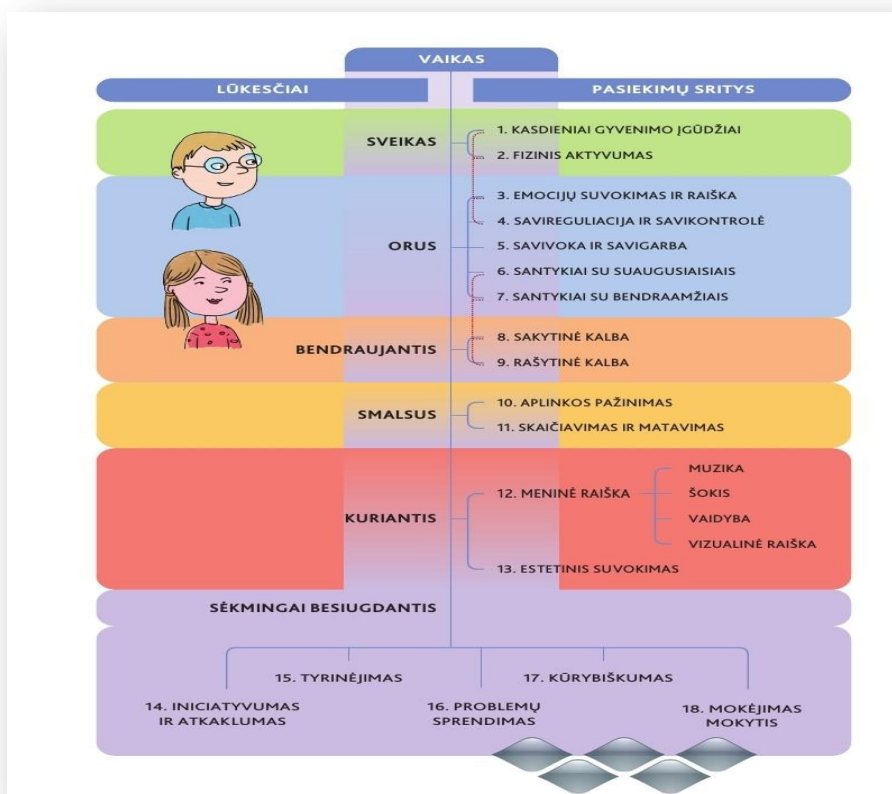 VAIKAS
LŪKESČIAI
PASIEKIMŲ SRITYS
SVEIKAS
1. KASDIENIAI GYVENIMO ĮGŪDŽIAI
2. FIZINIS AKTYVUMAS
ORUS
3. EMOCIJŲ SUVOKIMAS IR RAIŠKA
4. SAVIREGULIACIJA IR SAVIKONTROLĖ
5. SAVIVOKA IR SAVIGARBA
6. SANTYKIAI SU SUAUGUSIAISIAIS
7. SANTYKIAI SU BENDRAAMŽIAIS
BENDRAUJANTIS
8. SAKYTINĖ KALBA
9. RAŠYTINĖ KALBA
SMALSUS
10. APLINKOS PAŽINIMAS
11. SKAIČIAVIMAS IR MATAVIMAS
KURIANTIS
12. MENINĖ RAIŠKA
MUZIKA
ŠOKIS
VAIDYBA
VIZUALINĖ RAIŠKA
13. ESTETINIS SUVOKIMAS
SĖKMINGAI BESIUGDANTIS
14. INICIATYVUMAS
IR ATKAKLUMAS
15. TYRINĖJIMAS
16. PROBLEMŲ
SPRENDIMAS
17. KŪRYBIŠKUMAS
18. MOKĖJIMAS
MOKYTIS